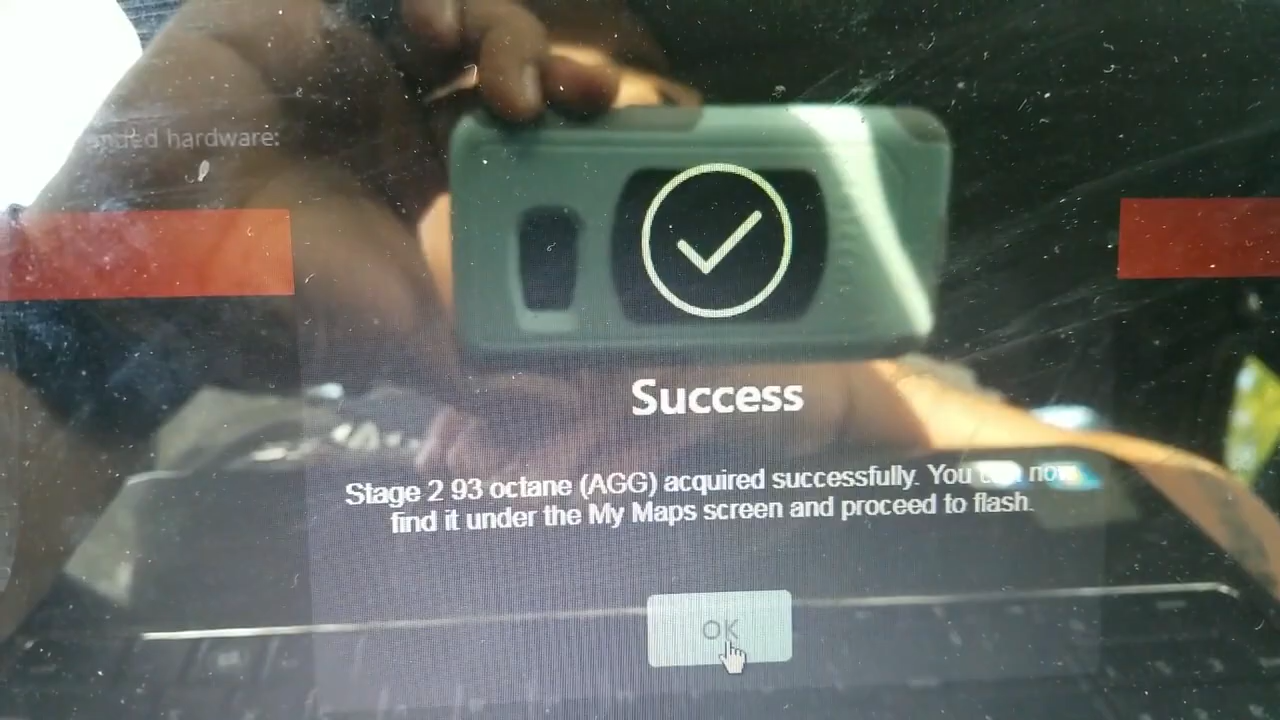 hardware:
Success
Stage 2 93 octane (AGG) acquired successfully. You now
find it under the My Maps screen and proceed to flash.
OK